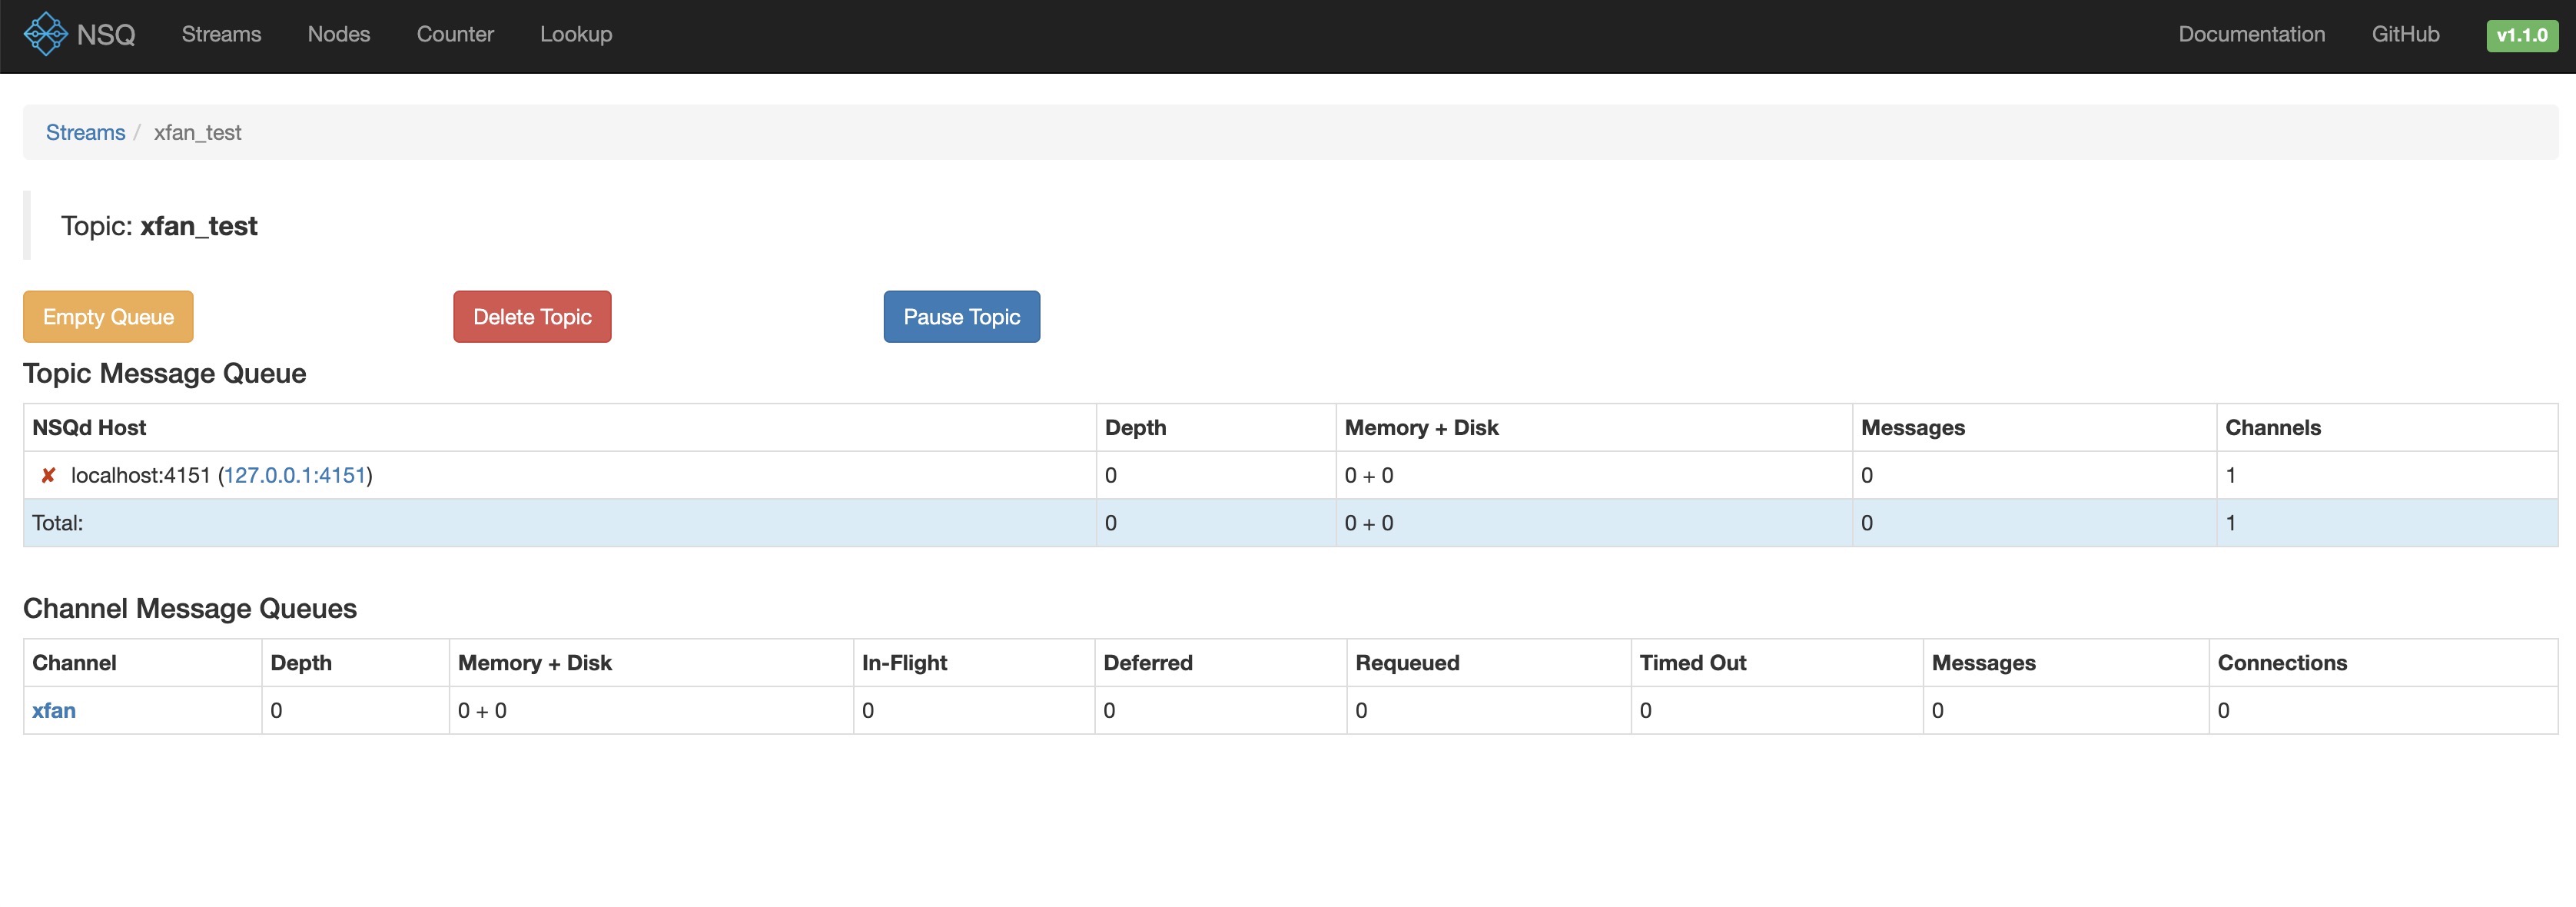 NSQ Streams Nodes Counter Lookup Documentation GitHub v1.1.0
Streams / xfan_test
Topic: xfan_test
Empty Queue Delete Topic Pause Topic
Topic Message Queue
NSQd Host Depth Memory + Disk Messages Channels
✘ localhost:4151 (127.0.0.1:4151) 0 0 + 0 0 1
Total: 0 0 + 0 0 1
Channel Message Queues
Channel Depth Memory + Disk In-Flight Deferred Requeued Timed Out Messages Connections
xfan 0 0 + 0 0 0 0 0 0 0